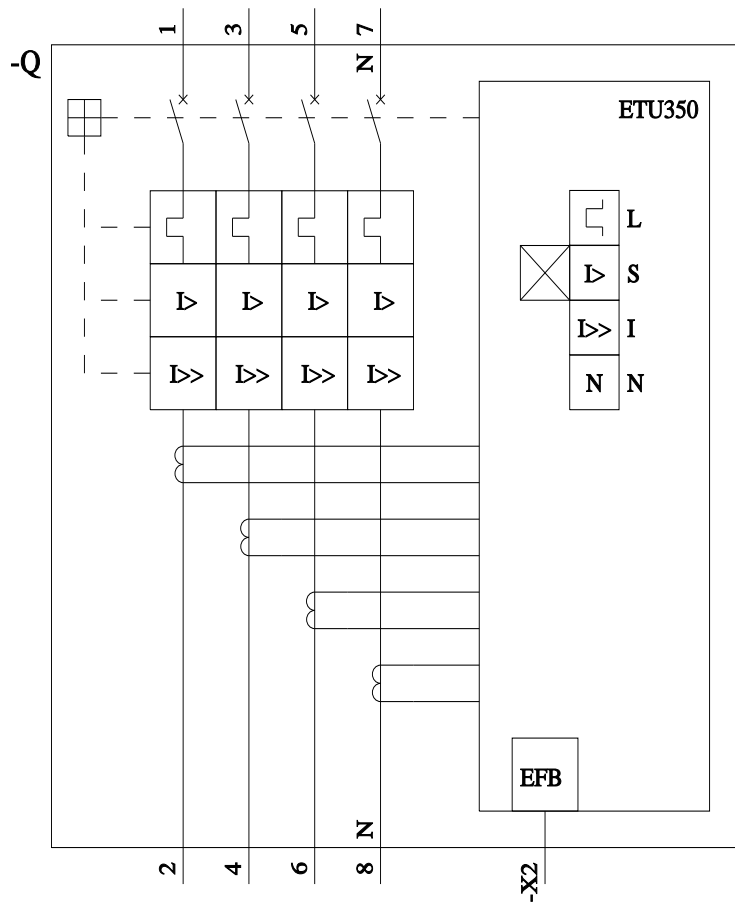 1 3 5 7
-Q
N
ETU350
L
I> I> I> I>
I> S
I>> I>> I>> I>>
I>> I
N N
EFB
N
2 4 6 8
-X2